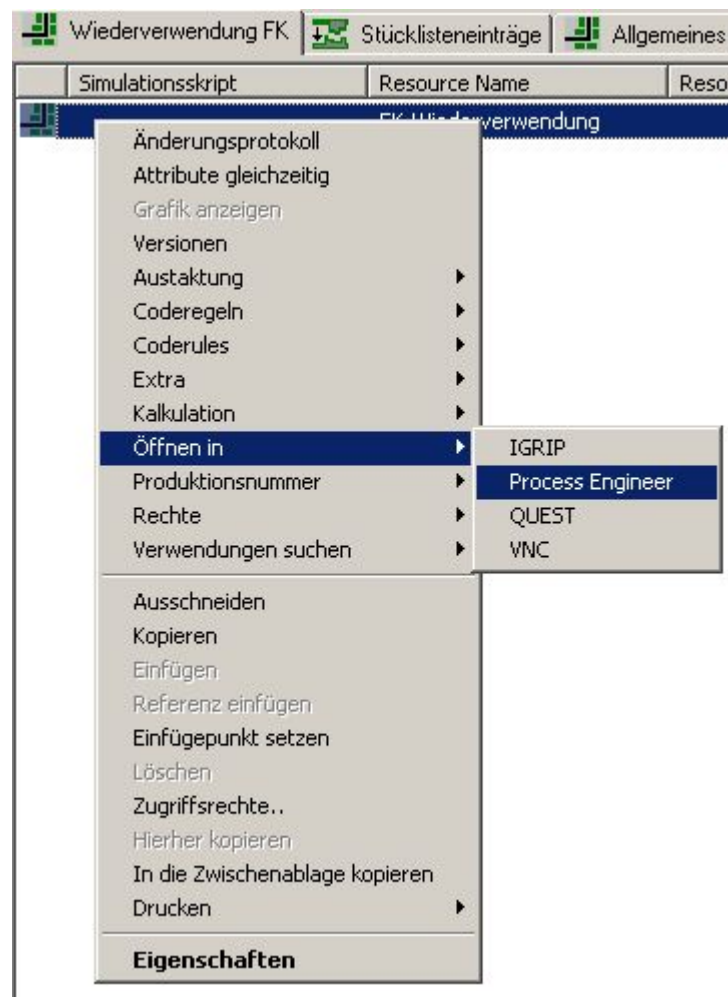 Wiederverwendung FK Stücklisteneinträge Allgemeines
Simulationsskript Resource Name Reso
FK Wiederverwendung
Änderungsprotokoll
Attribute gleichzeitig
Grafik anzeigen
Versionen
Austaktung
Coderegeln
Coderules
Extra
Kalkulation
Öffnen in
Produktionsnummer
Rechte
Verwendungen suchen
IGRIP
Process Engineer
QUEST
VNC
Ausschneiden
Kopieren
Einfügen
Referenz einfügen
Einfügepunkt setzen
Löschen
Zugriffsrechte..
Hierher kopieren
In die Zwischenablage kopieren
Drucken
Eigenschaften